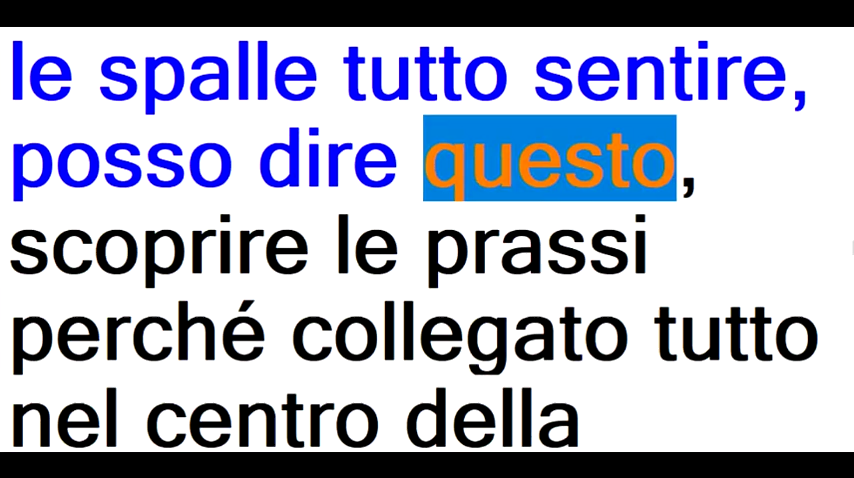 le spalle tutto sentire,
posso dire questo,
scoprire le prassi
perché collegato tutto
nel centro della